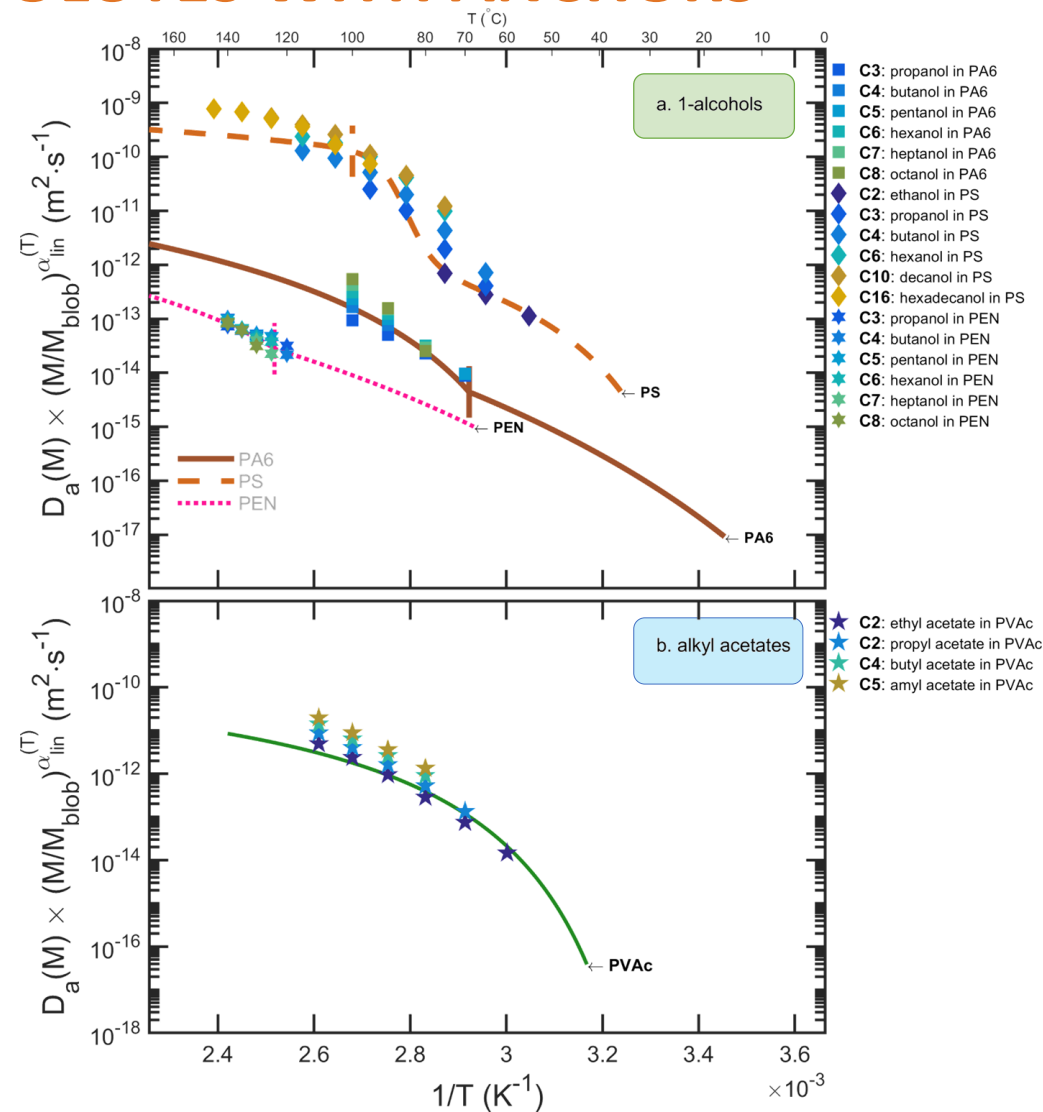 T (°C)
160 140 120 100 80 70 60 50 40 30 20 10 0
10^-8
10^-9
10^-10
10^-11
10^-12
10^-13
10^-14
10^-15
10^-16
10^-17
D_a(M) × (M/M_blob)^α_lin^(T) (m^2·s^-1)
a. 1-alcohols
← PS
← PEN
← PA6
PA6
PS
PEN
C3: propanol in PA6
C4: butanol in PA6
C5: pentanol in PA6
C6: hexanol in PA6
C7: heptanol in PA6
C8: octanol in PA6
C2: ethanol in PS
C3: propanol in PS
C4: butanol in PS
C6: hexanol in PS
C10: decanol in PS
C16: hexadecanol in PS
C3: propanol in PEN
C4: butanol in PEN
C5: pentanol in PEN
C6: hexanol in PEN
C7: heptanol in PEN
C8: octanol in PEN
10^-8
10^-10
10^-12
10^-14
10^-16
10^-18
D_a(M) × (M/M_blob)^α_lin^(T) (m^2·s^-1)
b. alkyl acetates
← PVAc
C2: ethyl acetate in PVAc
C2: propyl acetate in PVAc
C4: butyl acetate in PVAc
C5: amyl acetate in PVAc
2.4 2.6 2.8 3 3.2 3.4 3.6
×10^-3
1/T (K^-1)